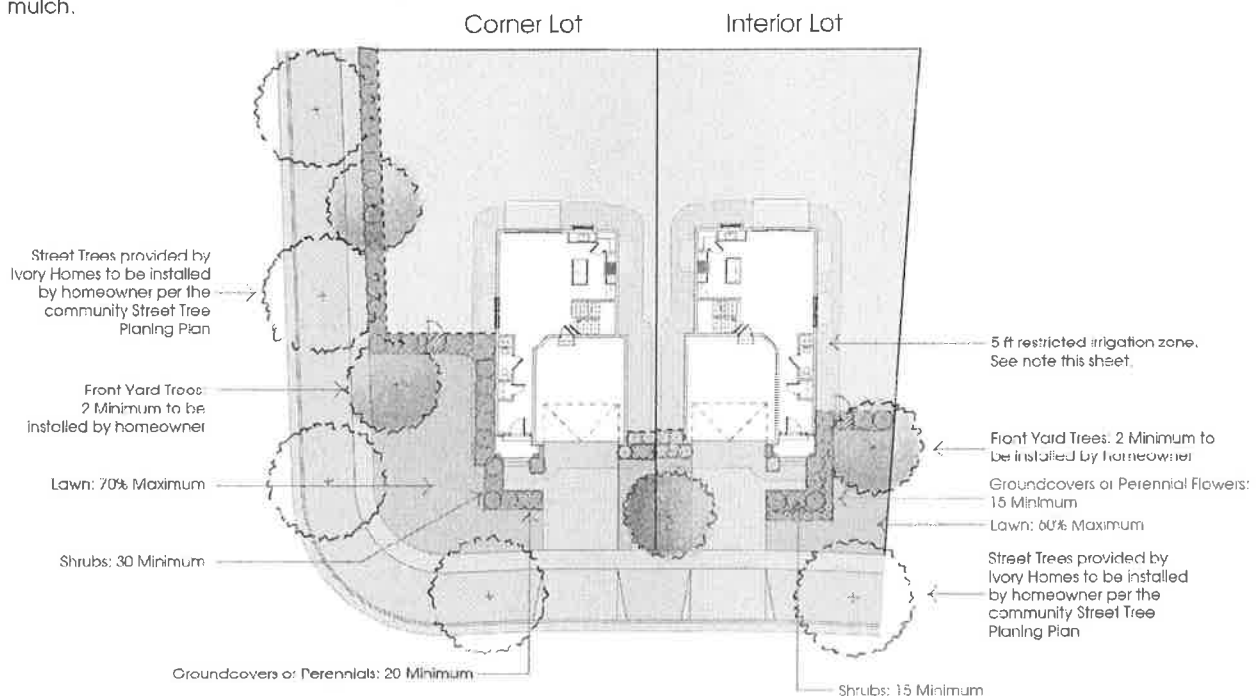 mulch.
Corner Lot
Interior Lot
Street Trees provided by
Ivory Homes to be installed
by homeowner per the
community Street Tree
Planing Plan
Front Yard Trees:
2 Minimum to be
installed by homeowner
Lawn: 70% Maximum
Shrubs: 30 Minimum
Groundcovers or Perennials: 20 Minimum
5 ft restricted irrigation zone.
See note this sheet.
Front Yard Trees: 2 Minimum to
be installed by homeowner
Groundcovers or Perennial Flowers:
15 Minimum
Lawn: 60% Maximum
Street Trees provided by
Ivory Homes to be installed
by homeowner per the
community Street Tree
Planing Plan
Shrubs: 15 Minimum